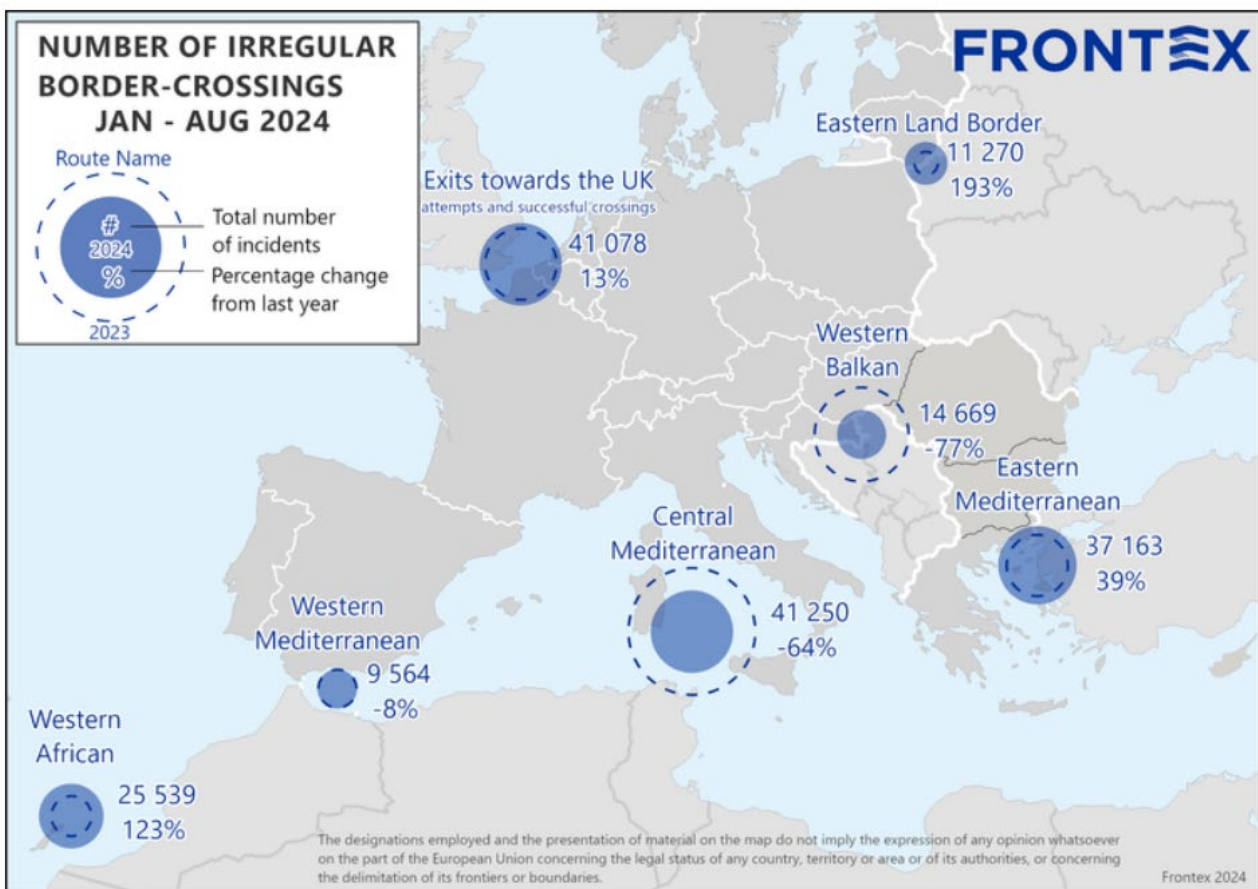 NUMBER OF IRREGULAR
BORDER-CROSSINGS
JAN - AUG 2024
Route Name
#
2024
%
2023
Total number
of incidents
Percentage change
from last year
FRONTEX
Eastern Land Border
11 270
193%
Exits towards the UK
attempts and successful crossings
41 078
13%
Western
Balkan
14 669
-77%
Eastern
Mediterranean
37 163
39%
Central
Mediterranean
41 250
-64%
Western
Mediterranean
9 564
-8%
Western
African
25 539
123%
The designations employed and the presentation of material on the map do not imply the expression of any opinion whatsoever
on the part of the European Union concerning the legal status of any country, territory or area or of its authorities, or concerning
the delimitation of its frontiers or boundaries.
Frontex 2024